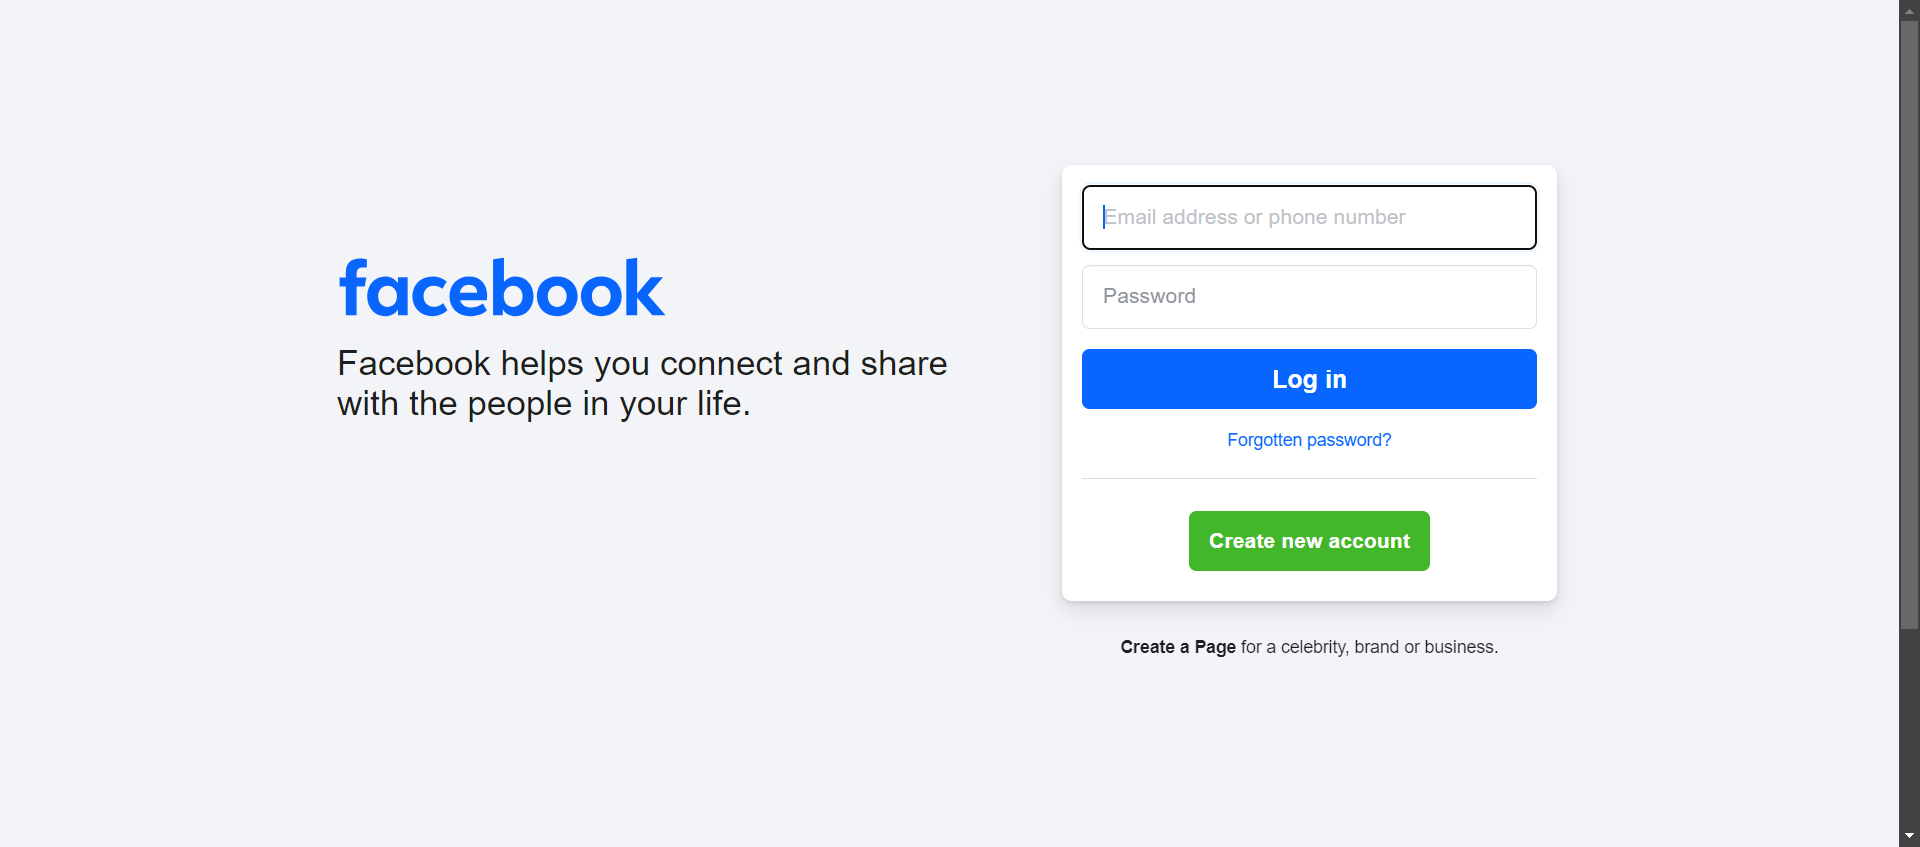 facebook
Facebook helps you connect and share
with the people in your life.
Email address or phone number
Password
Log in
Forgotten password?
Create new account
Create a Page for a celebrity, brand or business.